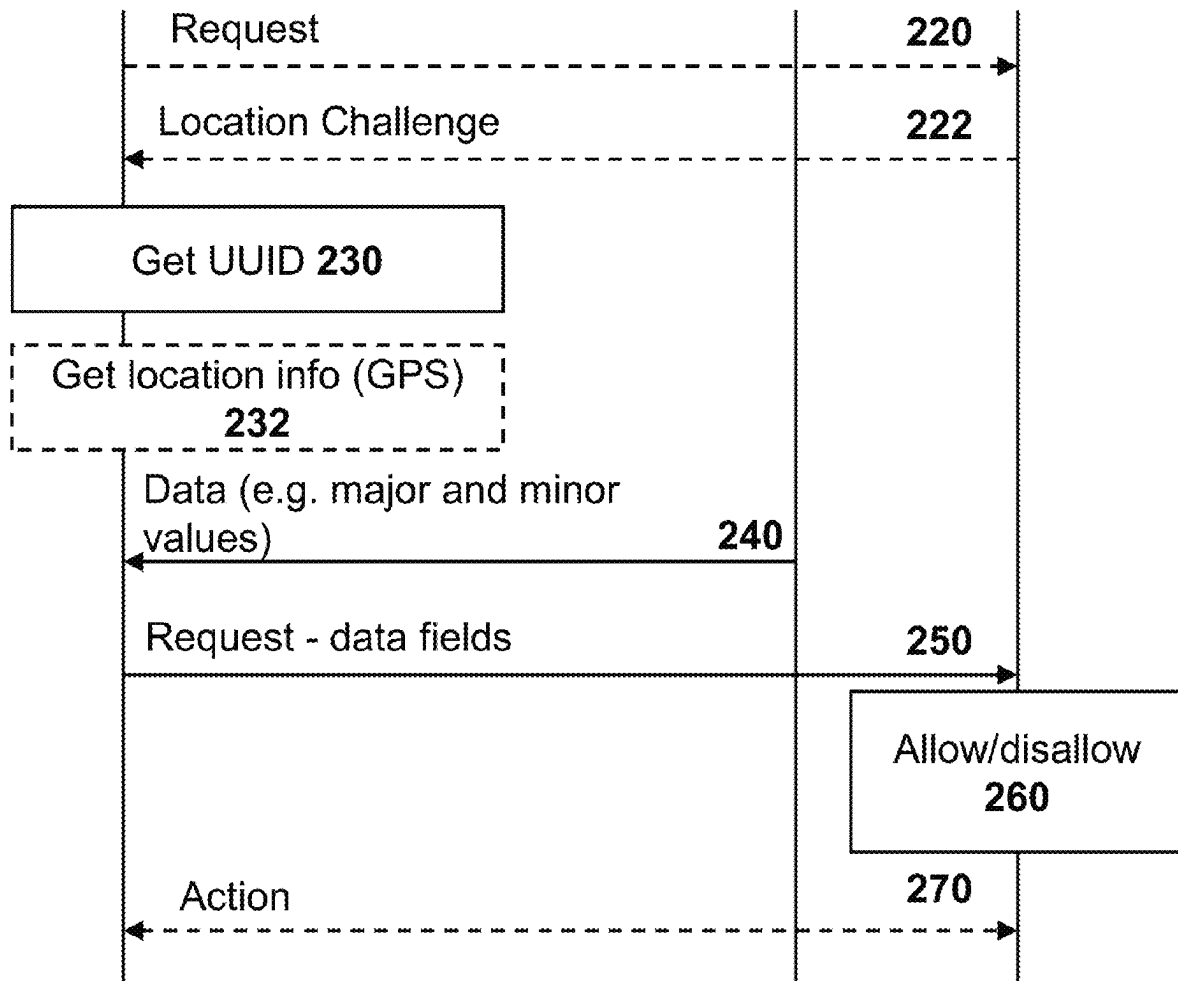 Request 220
Location Challenge 222
Get UUID 230
Get location info (GPS)
232
Data (e.g. major and minor
values) 240
Request - data fields 250
Allow/disallow
260
Action 270